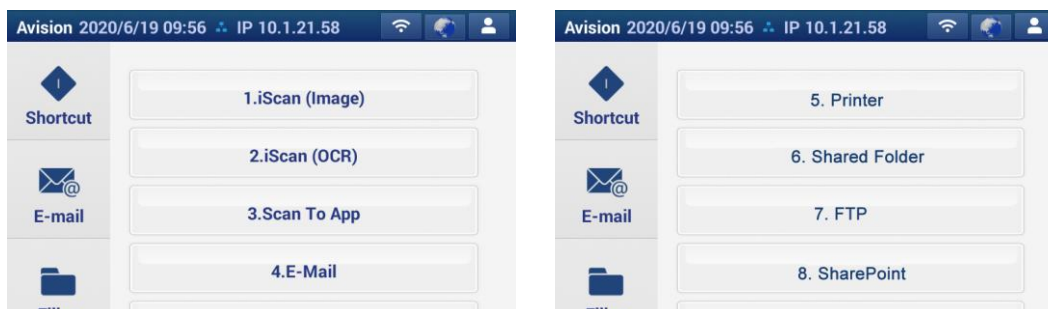 Avision 2020/6/19 09:56 IP 10.1.21.58
Shortcut
E-mail
1.iScan (Image)
2.iScan (OCR)
3.Scan To App
4.E-Mail
Avision 2020/6/19 09:56 IP 10.1.21.58
Shortcut
E-mail
5. Printer
6. Shared Folder
7. FTP
8. SharePoint